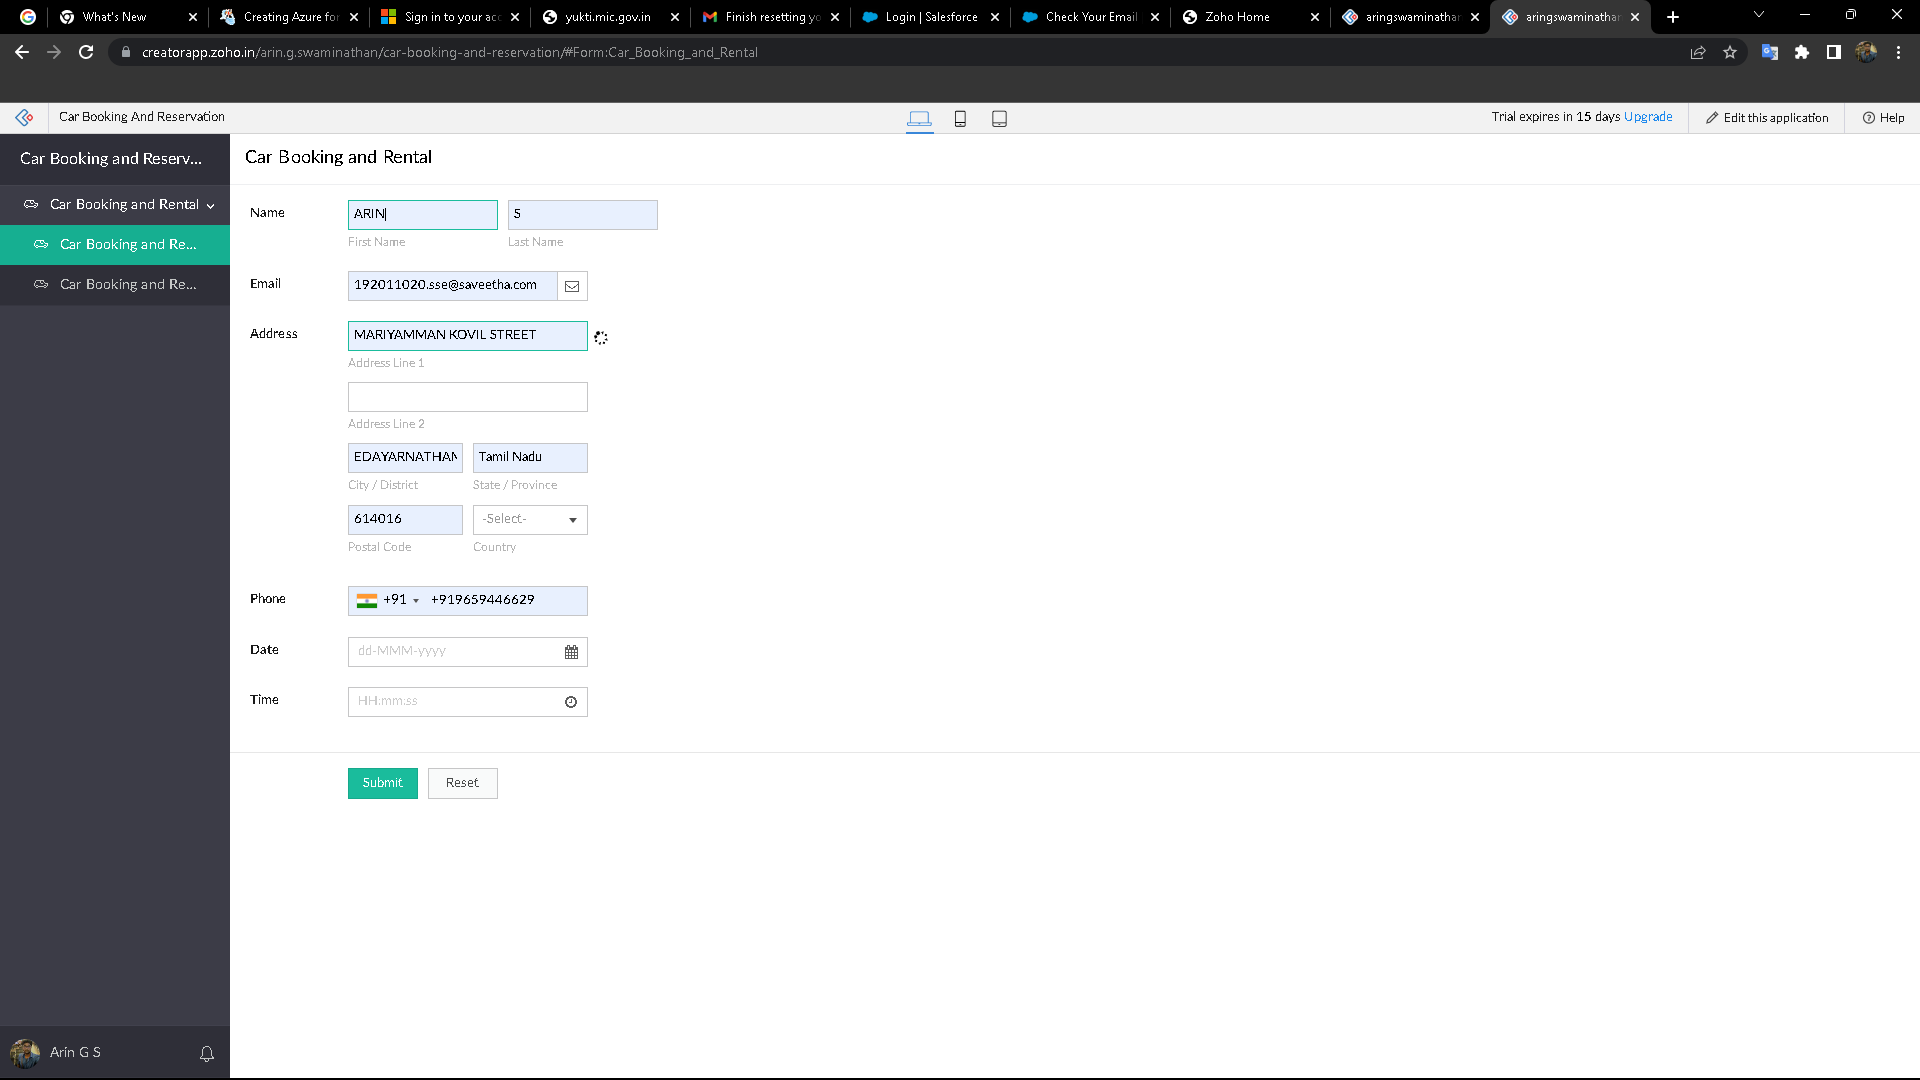 What's New
Creating Azure for
Sign in to your acc
yukti.mic.gov.in
Finish resetting yo
Login | Salesforce
Check Your Email
Zoho Home
aringswaminathan
aringswaminathan
creatorapp.zoho.in/arin.g.swaminathan/car-booking-and-reservation/#Form:Car_Booking_and_Rental
Car Booking And Reservation
Trial expires in 15 days Upgrade
Edit this application
Help
Car Booking and Reserv...
Car Booking and Rental
Car Booking and Re...
Car Booking and Re...
Car Booking and Rental
Name
ARIN
S
First Name
Last Name
Email
192011020.sse@saveetha.com
Address
MARIYAMMAN KOVIL STREET
Address Line 1
Address Line 2
EDAYARNATHAM
Tamil Nadu
City / District
State / Province
614016
-Select-
Postal Code
Country
Phone
+91
+919659446629
Date
dd-MMM-yyyy
Time
HH:mm:ss
Submit
Reset
Arin G S